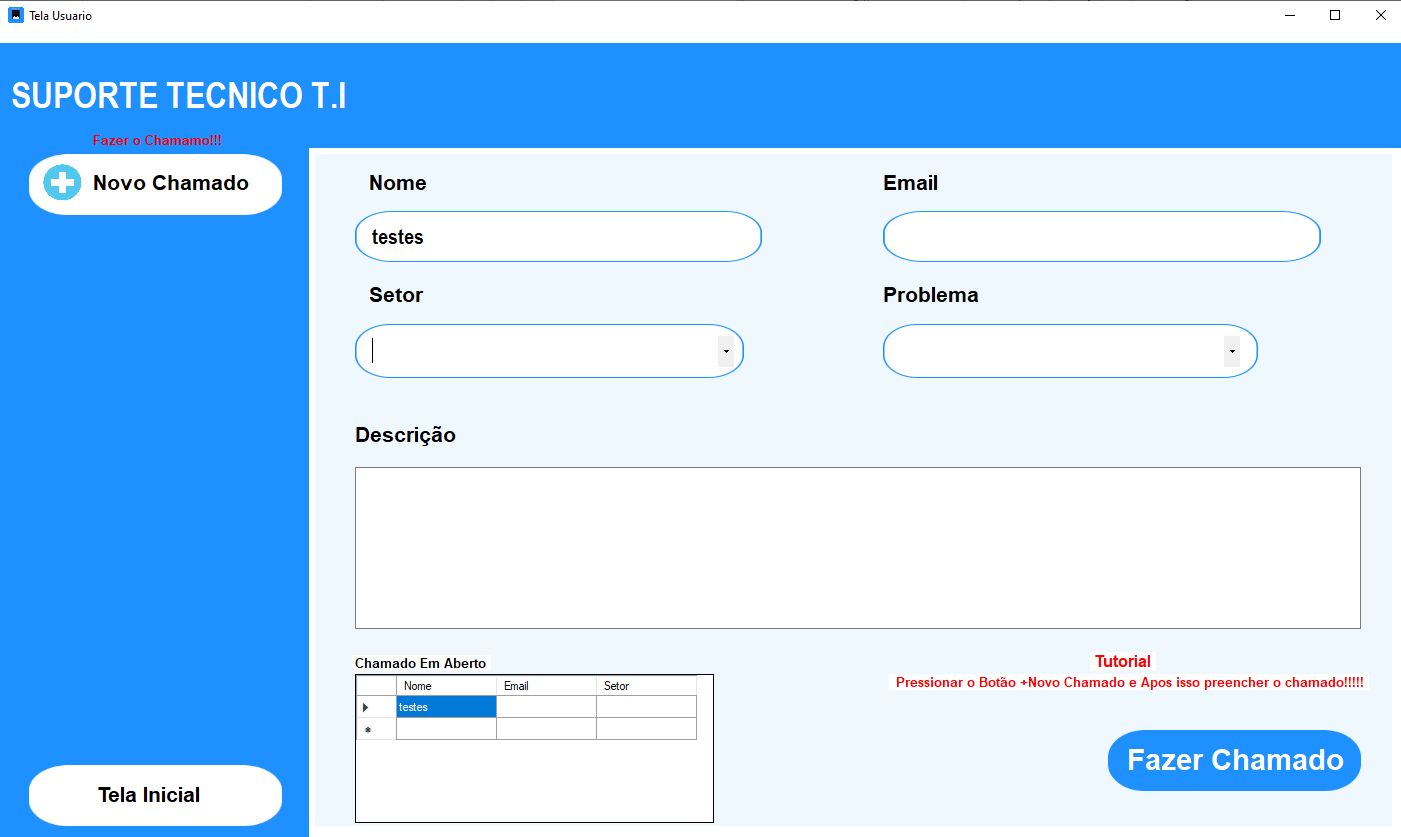 Tela Usuario
SUPORTE TECNICO T.I
Fazer o Chamamo!!!
Novo Chamado
Nome
Email
testes
Setor
Problema
Descrição
Chamado Em Aberto
Nome Email Setor
testes
Tutorial
Pressionar o Botão +Novo Chamado e Apos isso preencher o chamado!!!!!
Fazer Chamado
Tela Inicial